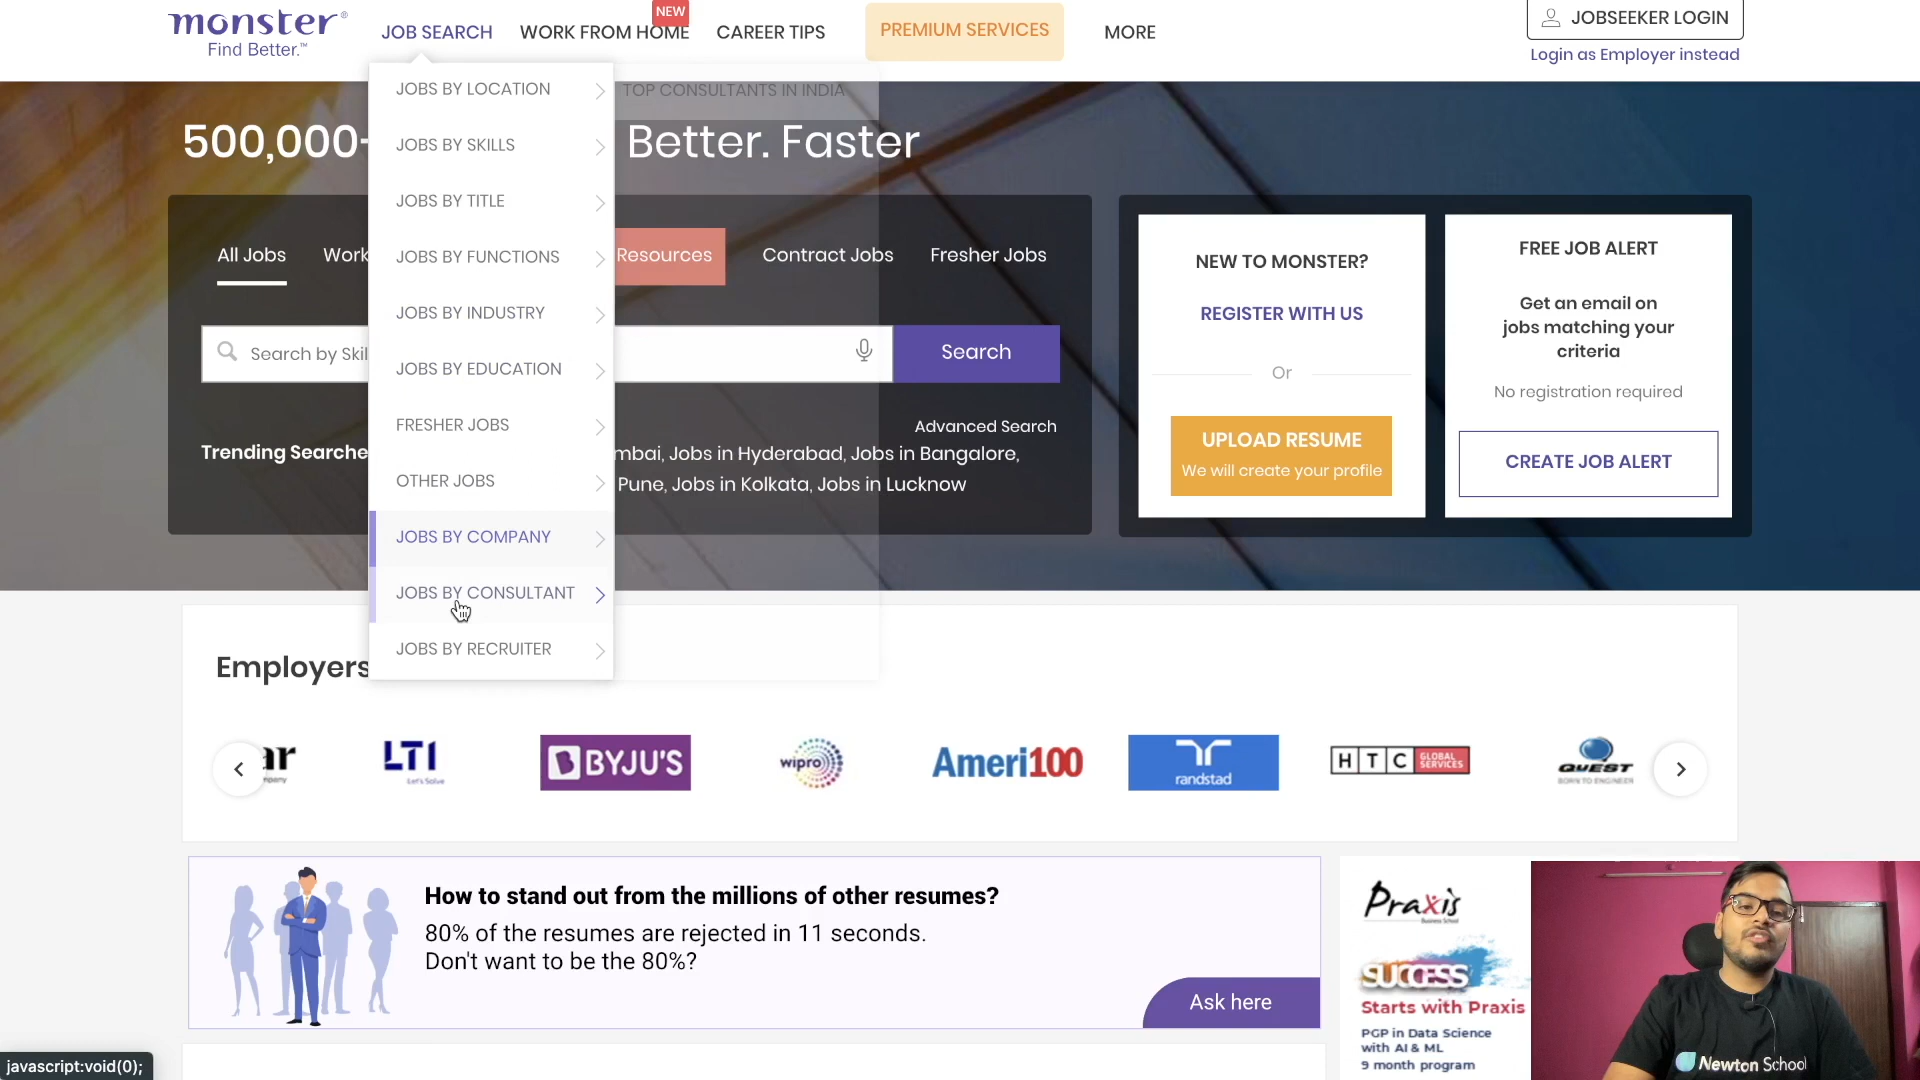 monster®
Find Better.™
JOB SEARCH
NEW
WORK FROM HOME
CAREER TIPS
PREMIUM SERVICES
MORE
JOBSEEKER LOGIN
Login as Employer instead
JOBS BY LOCATION
JOBS BY SKILLS
JOBS BY TITLE
JOBS BY FUNCTIONS
JOBS BY INDUSTRY
JOBS BY EDUCATION
FRESHER JOBS
OTHER JOBS
JOBS BY COMPANY
JOBS BY CONSULTANT
JOBS BY RECRUITER
TOP CONSULTANTS IN INDIA
500,000+ Better. Faster
All Jobs
Work
Resources
Contract Jobs
Fresher Jobs
Search by Skil
Search
Advanced Search
Trending Searche
mbai, Jobs in Hyderabad, Jobs in Bangalore,
Pune, Jobs in Kolkata, Jobs in Lucknow
NEW TO MONSTER?
REGISTER WITH US
Or
UPLOAD RESUME
We will create your profile
FREE JOB ALERT
Get an email on
jobs matching your
criteria
No registration required
CREATE JOB ALERT
Employers
ar
LTI
Let's Solve
BYJU'S
wipro
Ameri100
randstad
HTC GLOBAL SERVICES
QUEST
BORN TO ENGINEER
How to stand out from the millions of other resumes?
80% of the resumes are rejected in 11 seconds.
Don't want to be the 80%?
Ask here
Praxis
Business School
SUCCESS
Starts with Praxis
PGP in Data Science
with AI & ML
9 month program
Newton School
javascript:void(0);